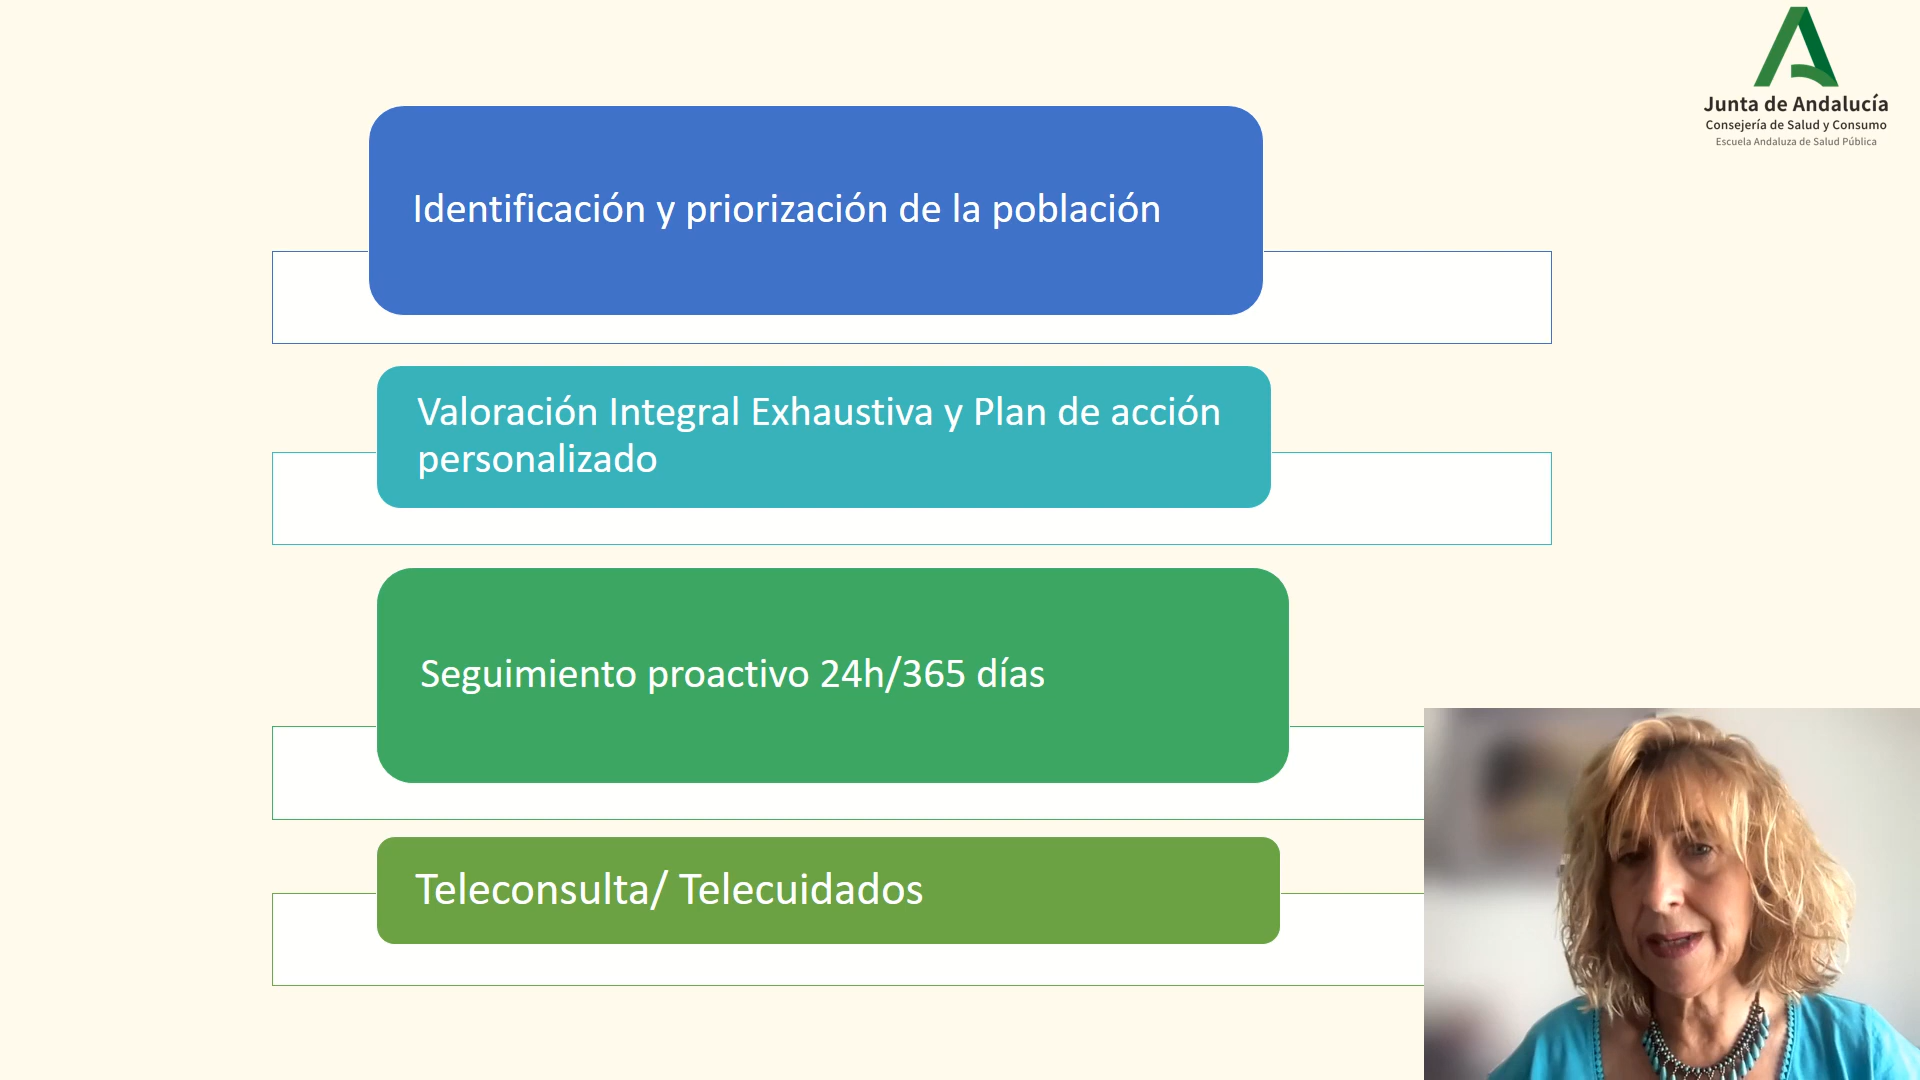 Junta de Andalucía
Consejería de Salud y Consumo
Escuela Andaluza de Salud Pública
Identificación y priorización de la población
Valoración Integral Exhaustiva y Plan de acción
personalizado
Seguimiento proactivo 24h/365 días
Teleconsulta/ Telecuidados